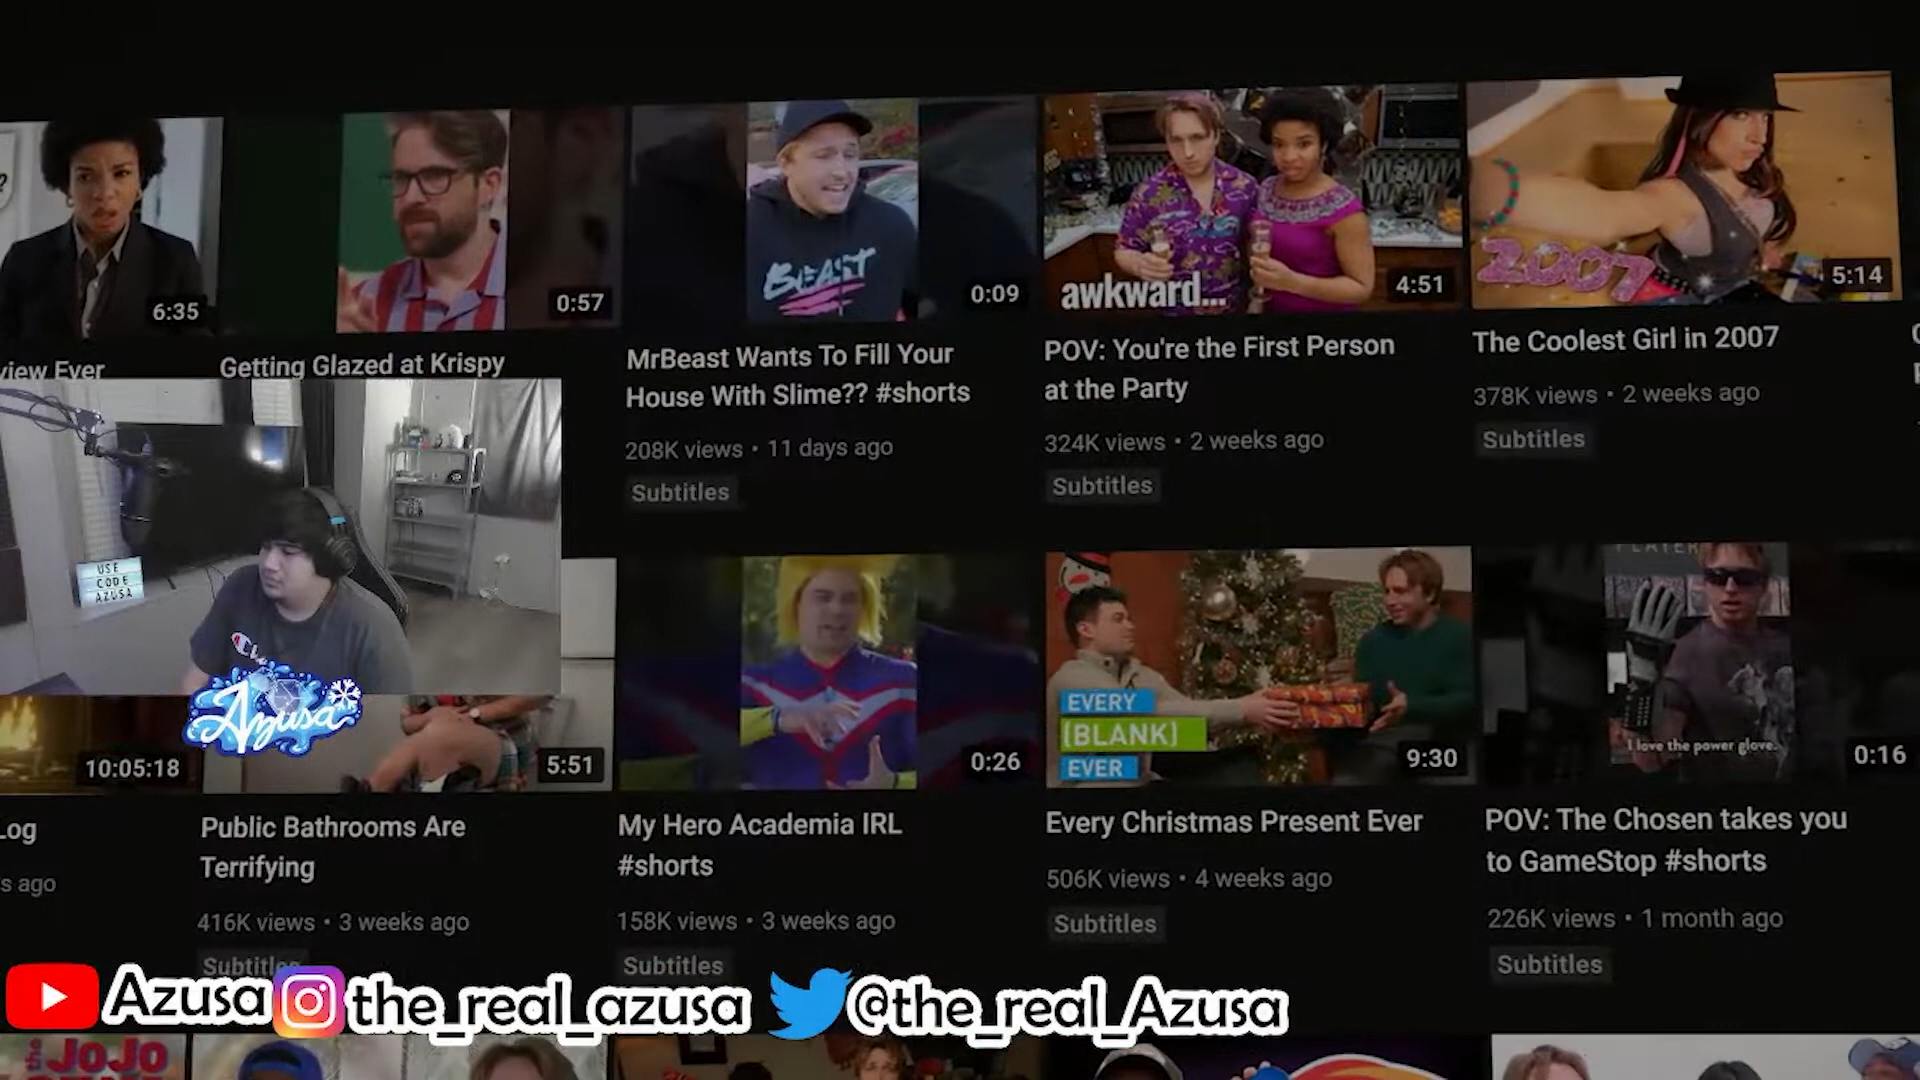 ?
6:35
0:57
BEAST
0:09
awkward...
4:51
2007
5:14
view Ever
Getting Glazed at Krispy
MrBeast Wants To Fill Your
House With Slime?? #shorts
208K views • 11 days ago
Subtitles
POV: You're the First Person
at the Party
324K views • 2 weeks ago
Subtitles
The Coolest Girl in 2007
378K views • 2 weeks ago
Subtitles
USE
CODE
AZUSA
Azusa
10:05:18
5:51
0:26
EVERY
[BLANK]
EVER
9:30
PLAYER
I love the power glove.
0:16
Log
s ago
Public Bathrooms Are
Terrifying
416K views • 3 weeks ago
Subtitles
My Hero Academia IRL
#shorts
158K views • 3 weeks ago
Subtitles
Every Christmas Present Ever
506K views • 4 weeks ago
Subtitles
POV: The Chosen takes you
to GameStop #shorts
226K views • 1 month ago
Subtitles
Azusa the_real_azusa @the_real_Azusa
the JOJO